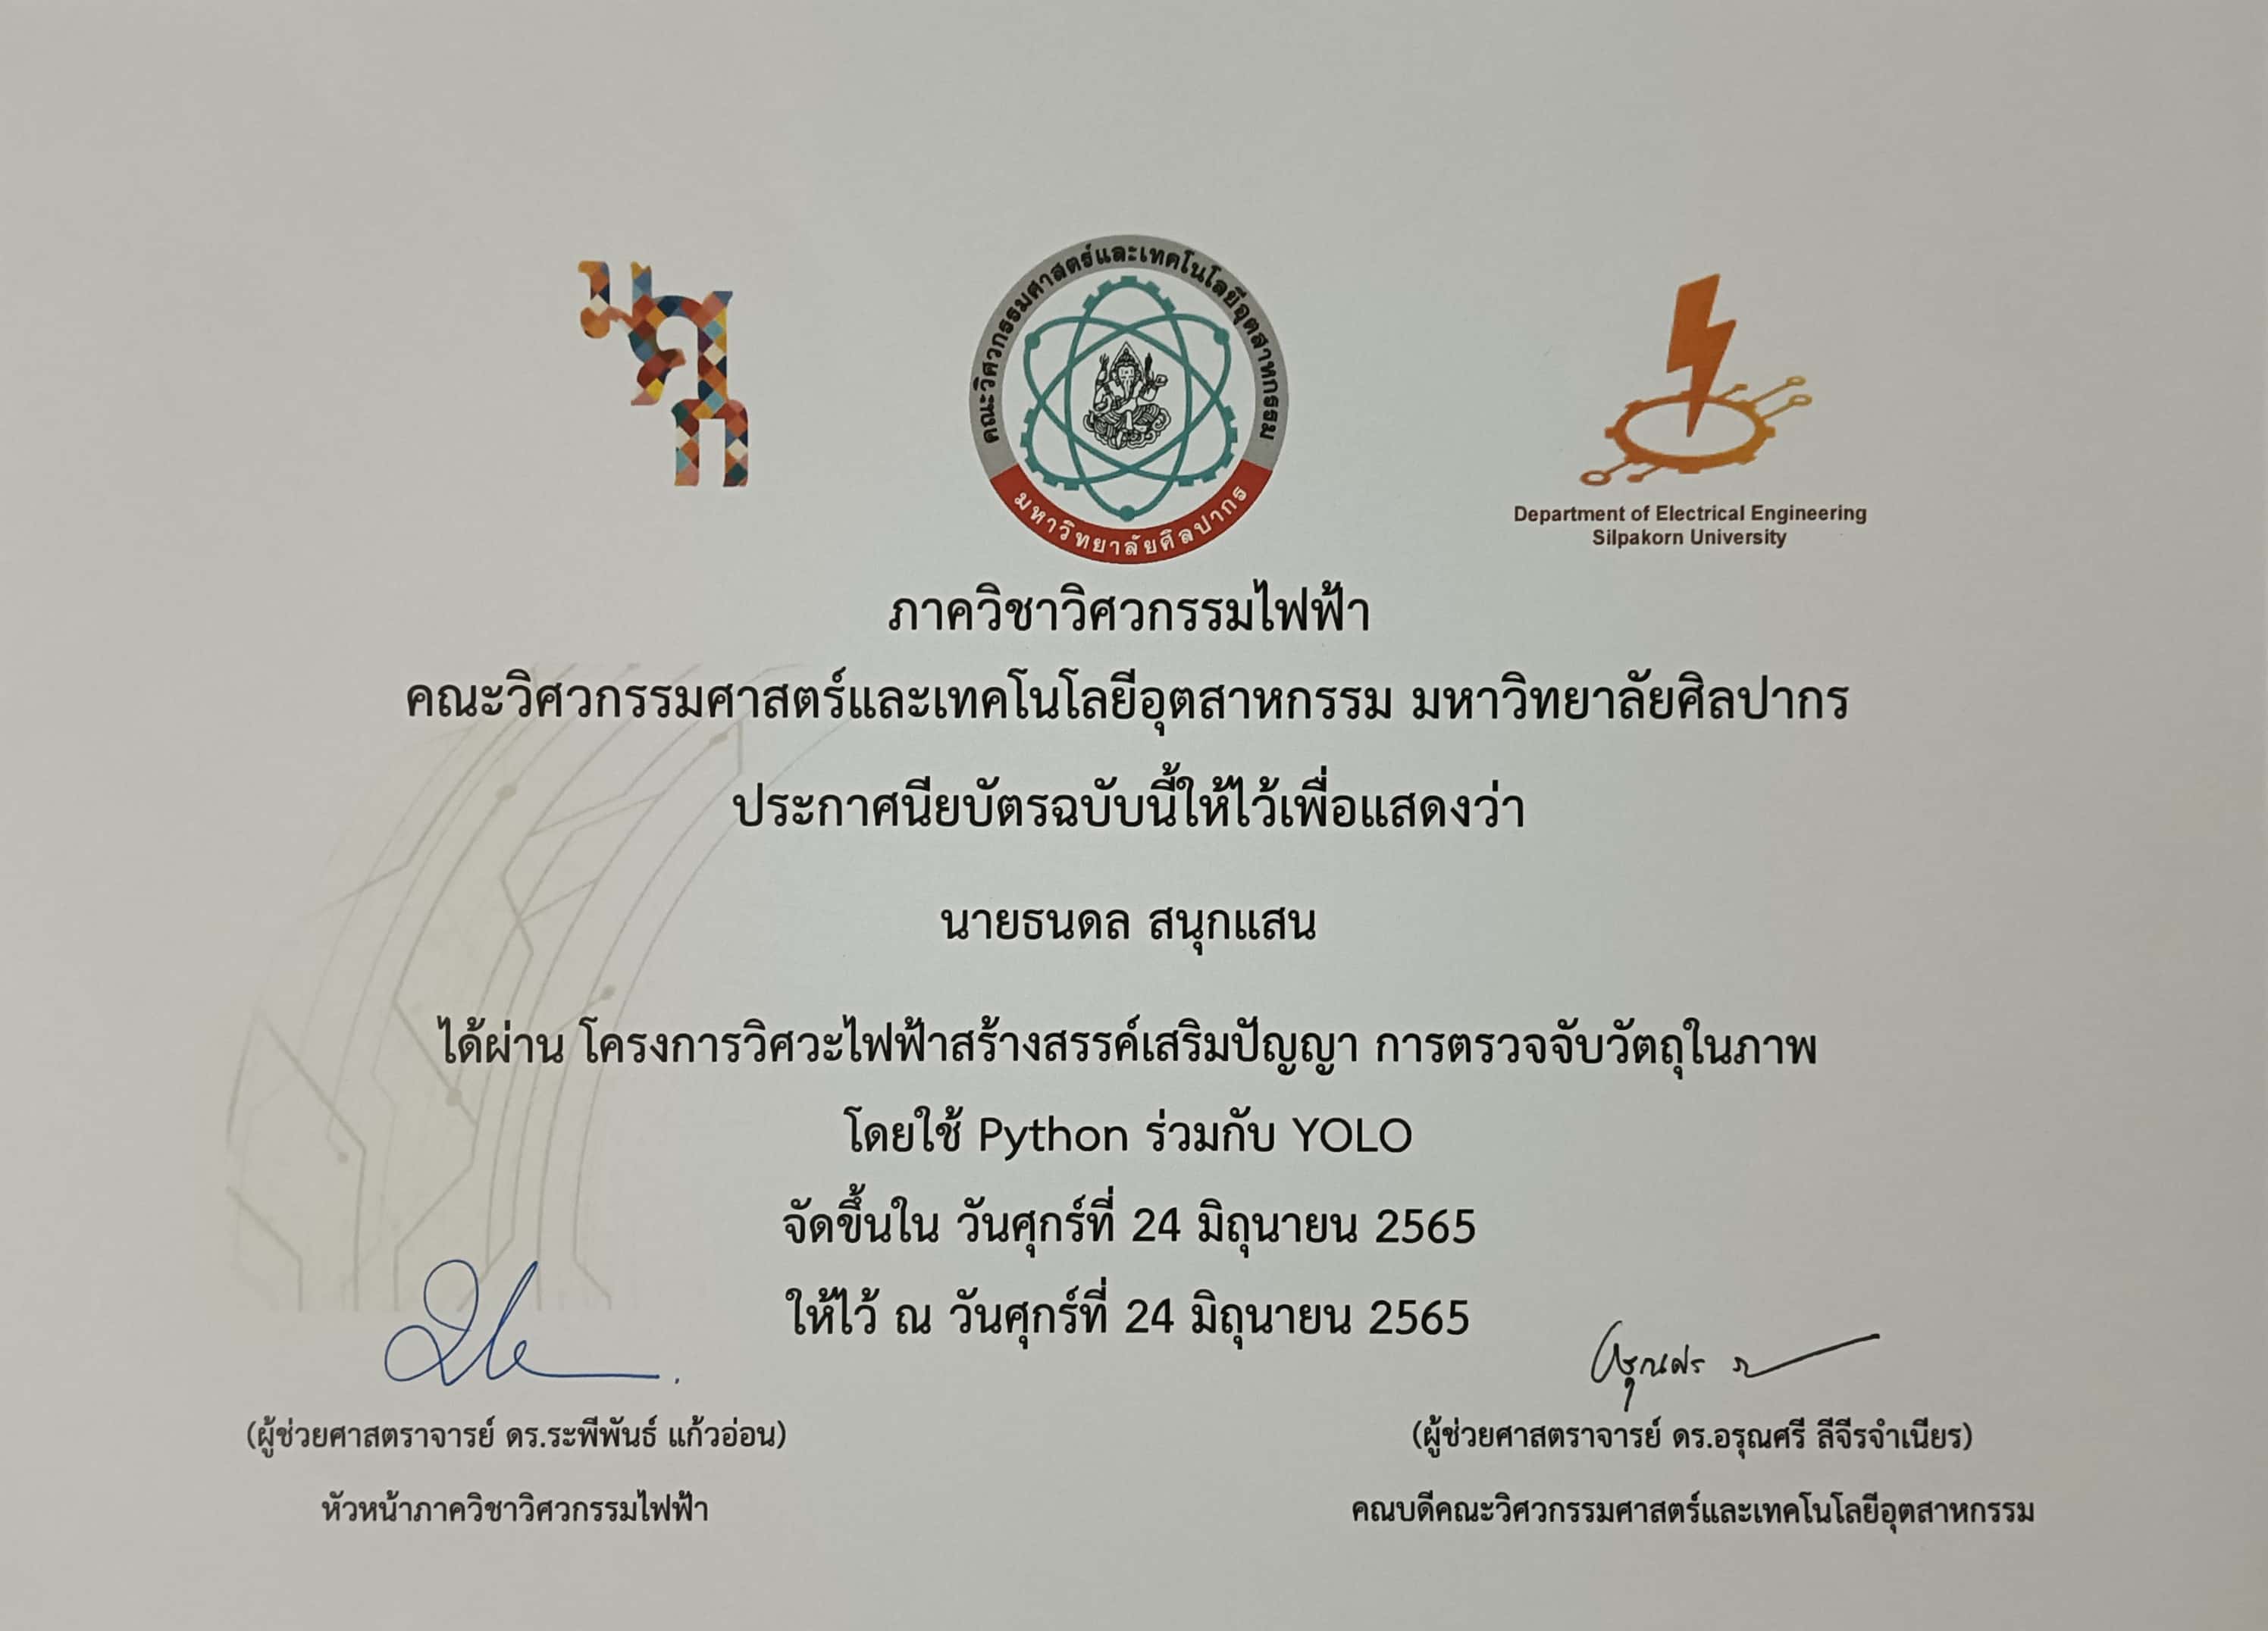 มศก
คณะวิศวกรรมศาสตร์และเทคโนโลยีอุตสาหกรรม
มหาวิทยาลัยศิลปากร
Department of Electrical Engineering
Silpakorn University
ภาควิชาวิศวกรรมไฟฟ้า
คณะวิศวกรรมศาสตร์และเทคโนโลยีอุตสาหกรรม มหาวิทยาลัยศิลปากร
ประกาศนียบัตรฉบับนี้ให้ไว้เพื่อแสดงว่า
นายธนดล สนุกแสน
ได้ผ่าน โครงการวิศวะไฟฟ้าสร้างสรรค์เสริมปัญญา การตรวจจับวัตถุในภาพ
โดยใช้ Python ร่วมกับ YOLO
จัดขึ้นใน วันศุกร์ที่ 24 มิถุนายน 2565
ให้ไว้ ณ วันศุกร์ที่ 24 มิถุนายน 2565
(ผู้ช่วยศาสตราจารย์ ดร.ระพีพันธ์ แก้วอ่อน)
หัวหน้าภาควิชาวิศวกรรมไฟฟ้า
(ผู้ช่วยศาสตราจารย์ ดร.อรุณศรี ลีจีรจำเนียร)
คณบดีคณะวิศวกรรมศาสตร์และเทคโนโลยีอุตสาหกรรม